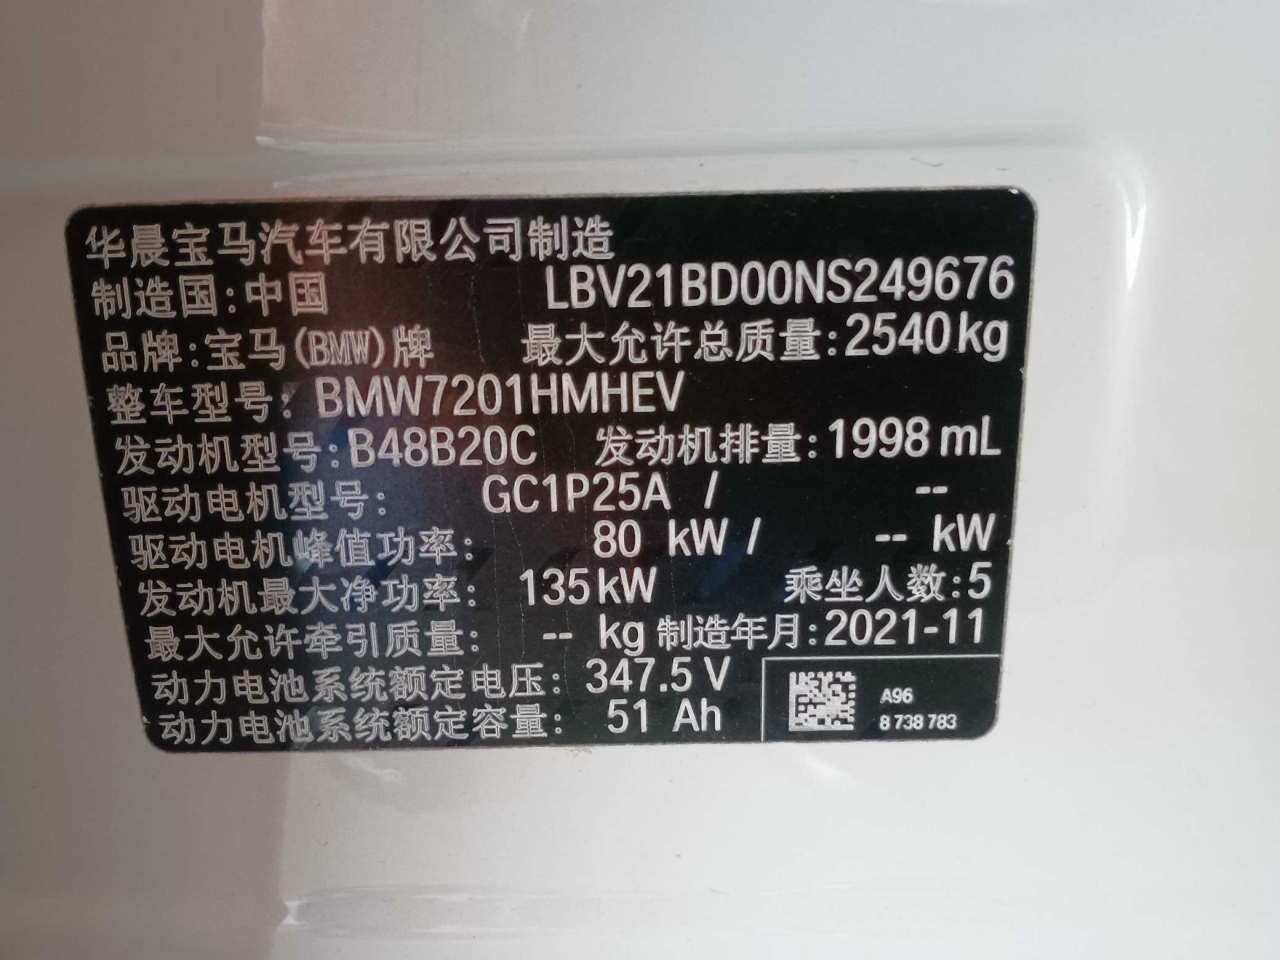 华晨宝马汽车有限公司制造
制造国:中国 LBV21BD00NS249676
品牌:宝马(BMW)牌 最大允许总质量:2540kg
整车型号:BMW7201HMHEV
发动机型号:B48B20C 发动机排量:1998 mL
驱动电机型号: GC1P25A / --
驱动电机峰值功率: 80 kW / -- kW
发动机最大净功率: 135kW 乘坐人数:5
最大允许牵引质量: -- kg 制造年月:2021-11
动力电池系统额定电压: 347.5 V
动力电池系统额定容量: 51 Ah
A96
8 738 783